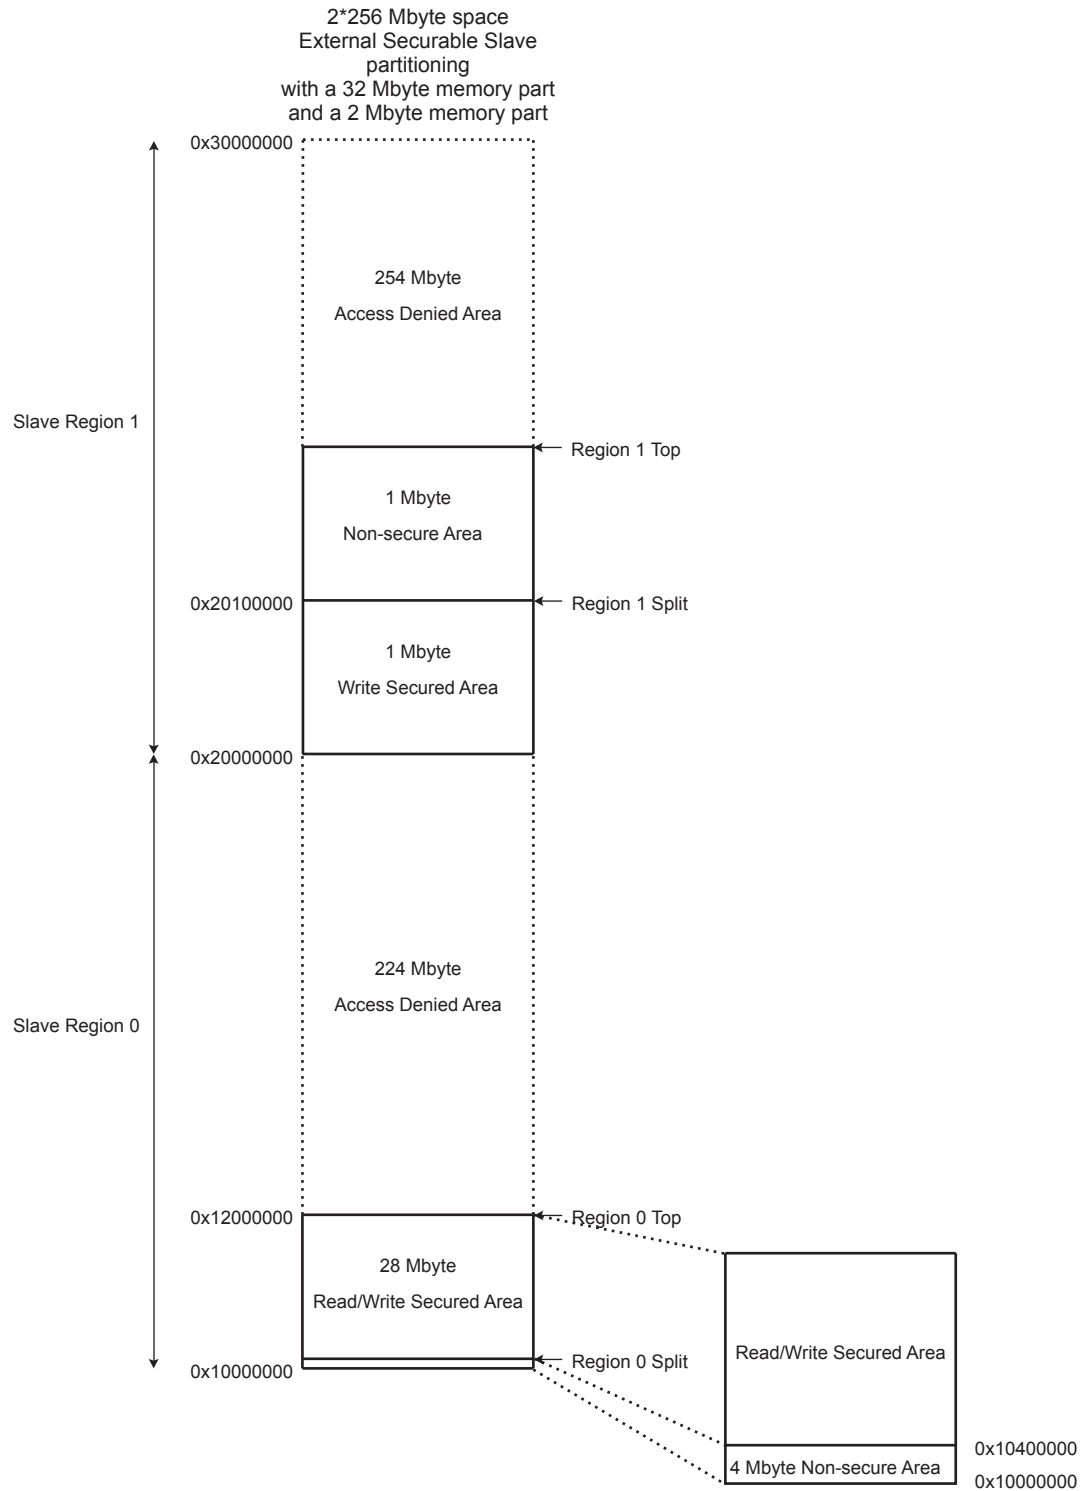 2*256 Mbyte space
External Securable Slave
partitioning
with a 32 Mbyte memory part
and a 2 Mbyte memory part
0x30000000
254 Mbyte
Access Denied Area
Slave Region 1
Region 1 Top
1 Mbyte
Non-secure Area
0x20100000
Region 1 Split
1 Mbyte
Write Secured Area
0x20000000
224 Mbyte
Access Denied Area
Slave Region 0
0x12000000
Region 0 Top
28 Mbyte
Read/Write Secured Area
Region 0 Split
0x10000000
Read/Write Secured Area
0x10400000
4 Mbyte Non-secure Area
0x10000000